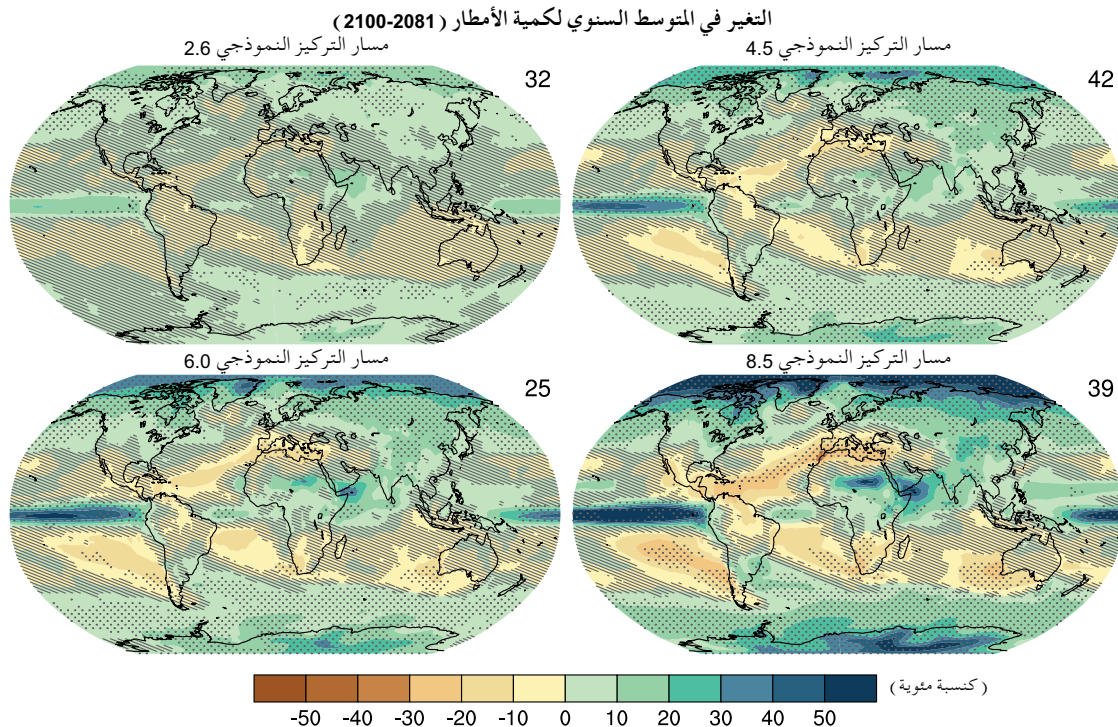 التغير في المتوسط السنوي لكمية الأمطار (2081-2100)
مسار التركيز النموذجي 2.6
32
مسار التركيز النموذجي 4.5
42
مسار التركيز النموذجي 6.0
25
مسار التركيز النموذجي 8.5
39
(كنسبة مئوية)
-50 -40 -30 -20 -10 0 10 20 30 40 50